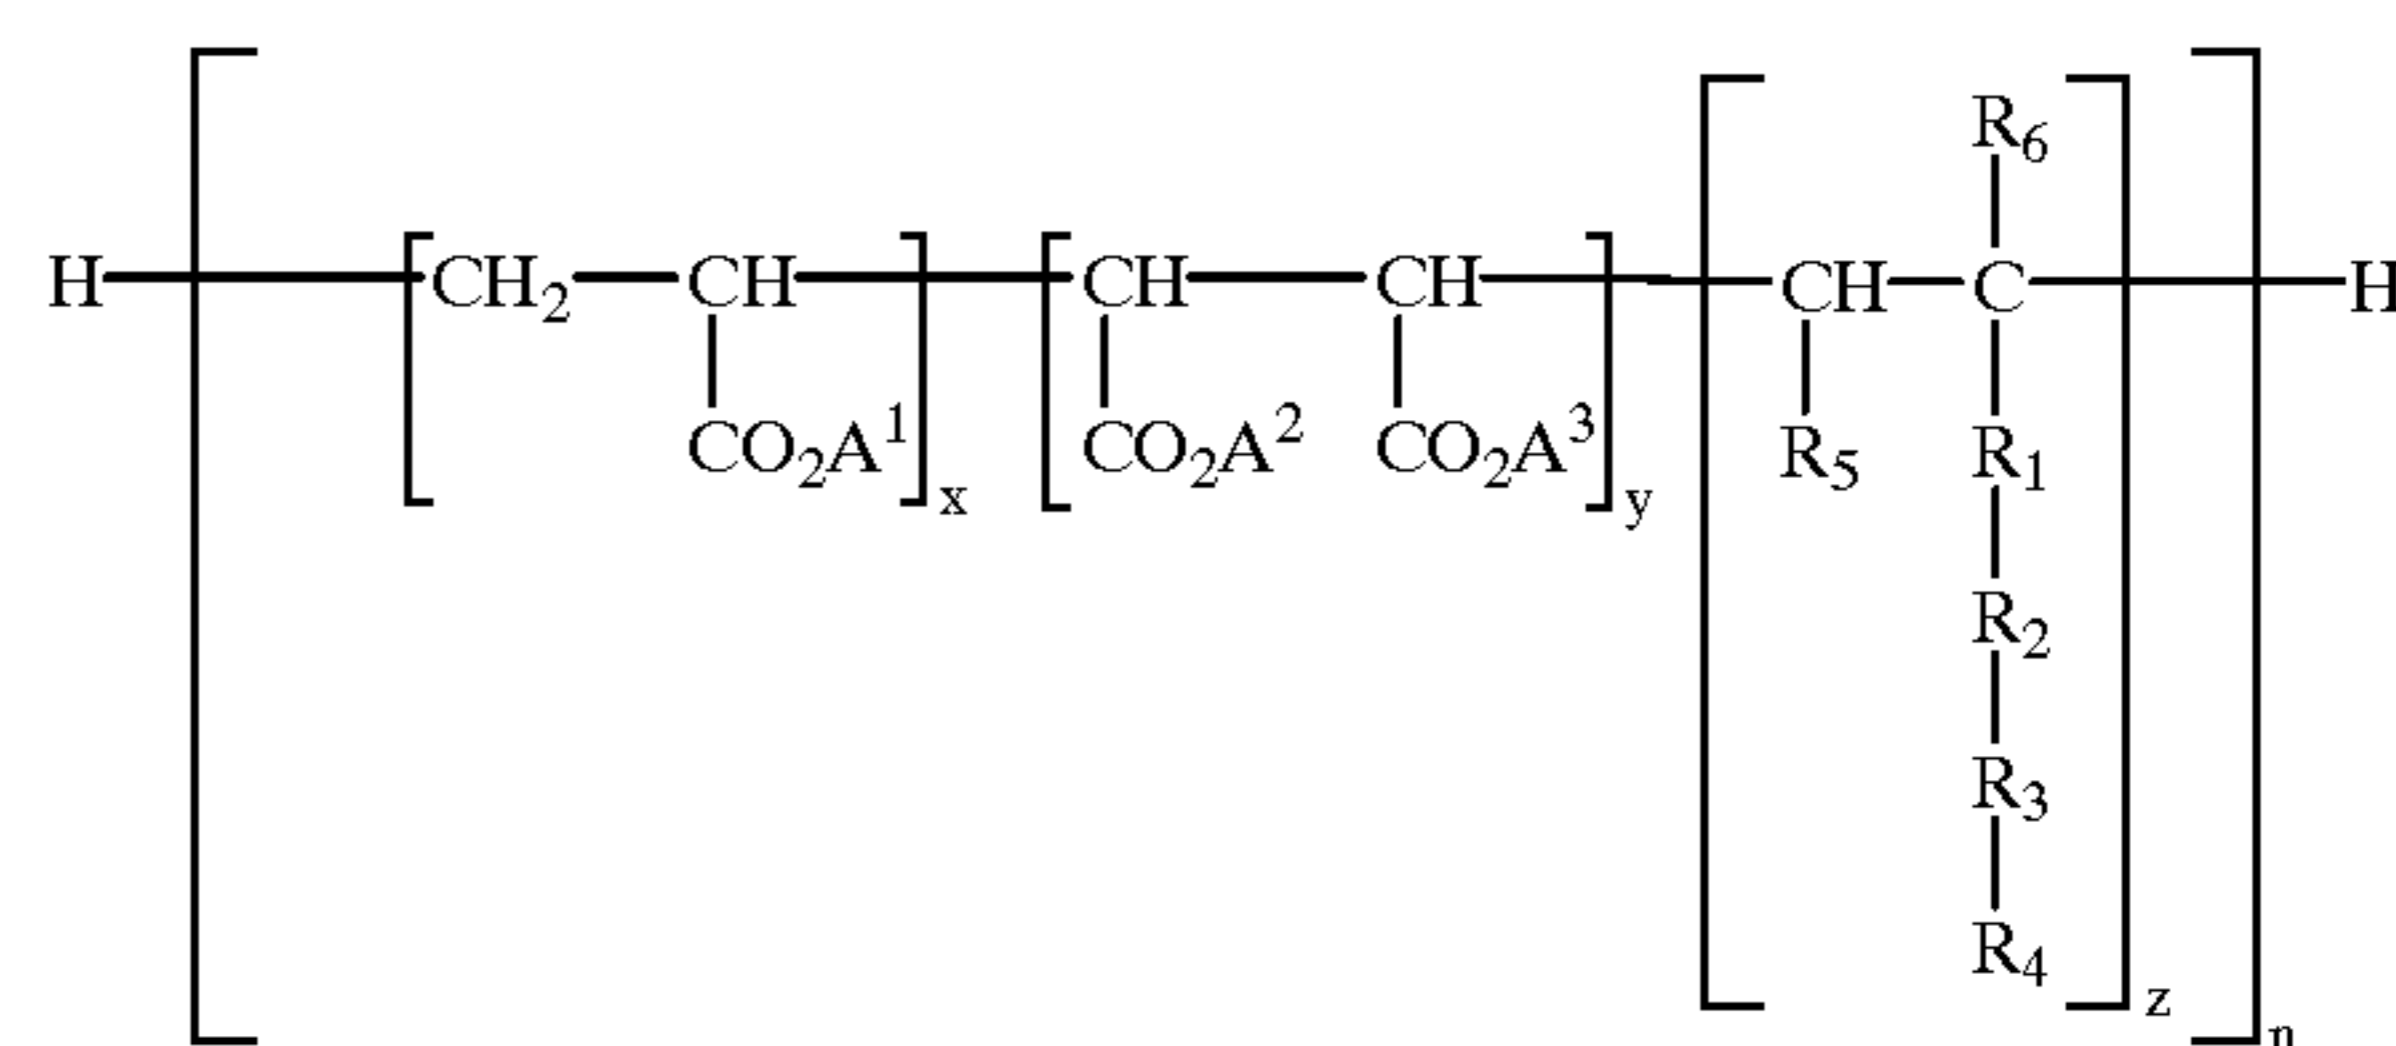 R6
H CH2 CH CH CH CH C H
CO2A1 CO2A2 CO2A3 R5 R1
x y
R2
R3
R4
z
n